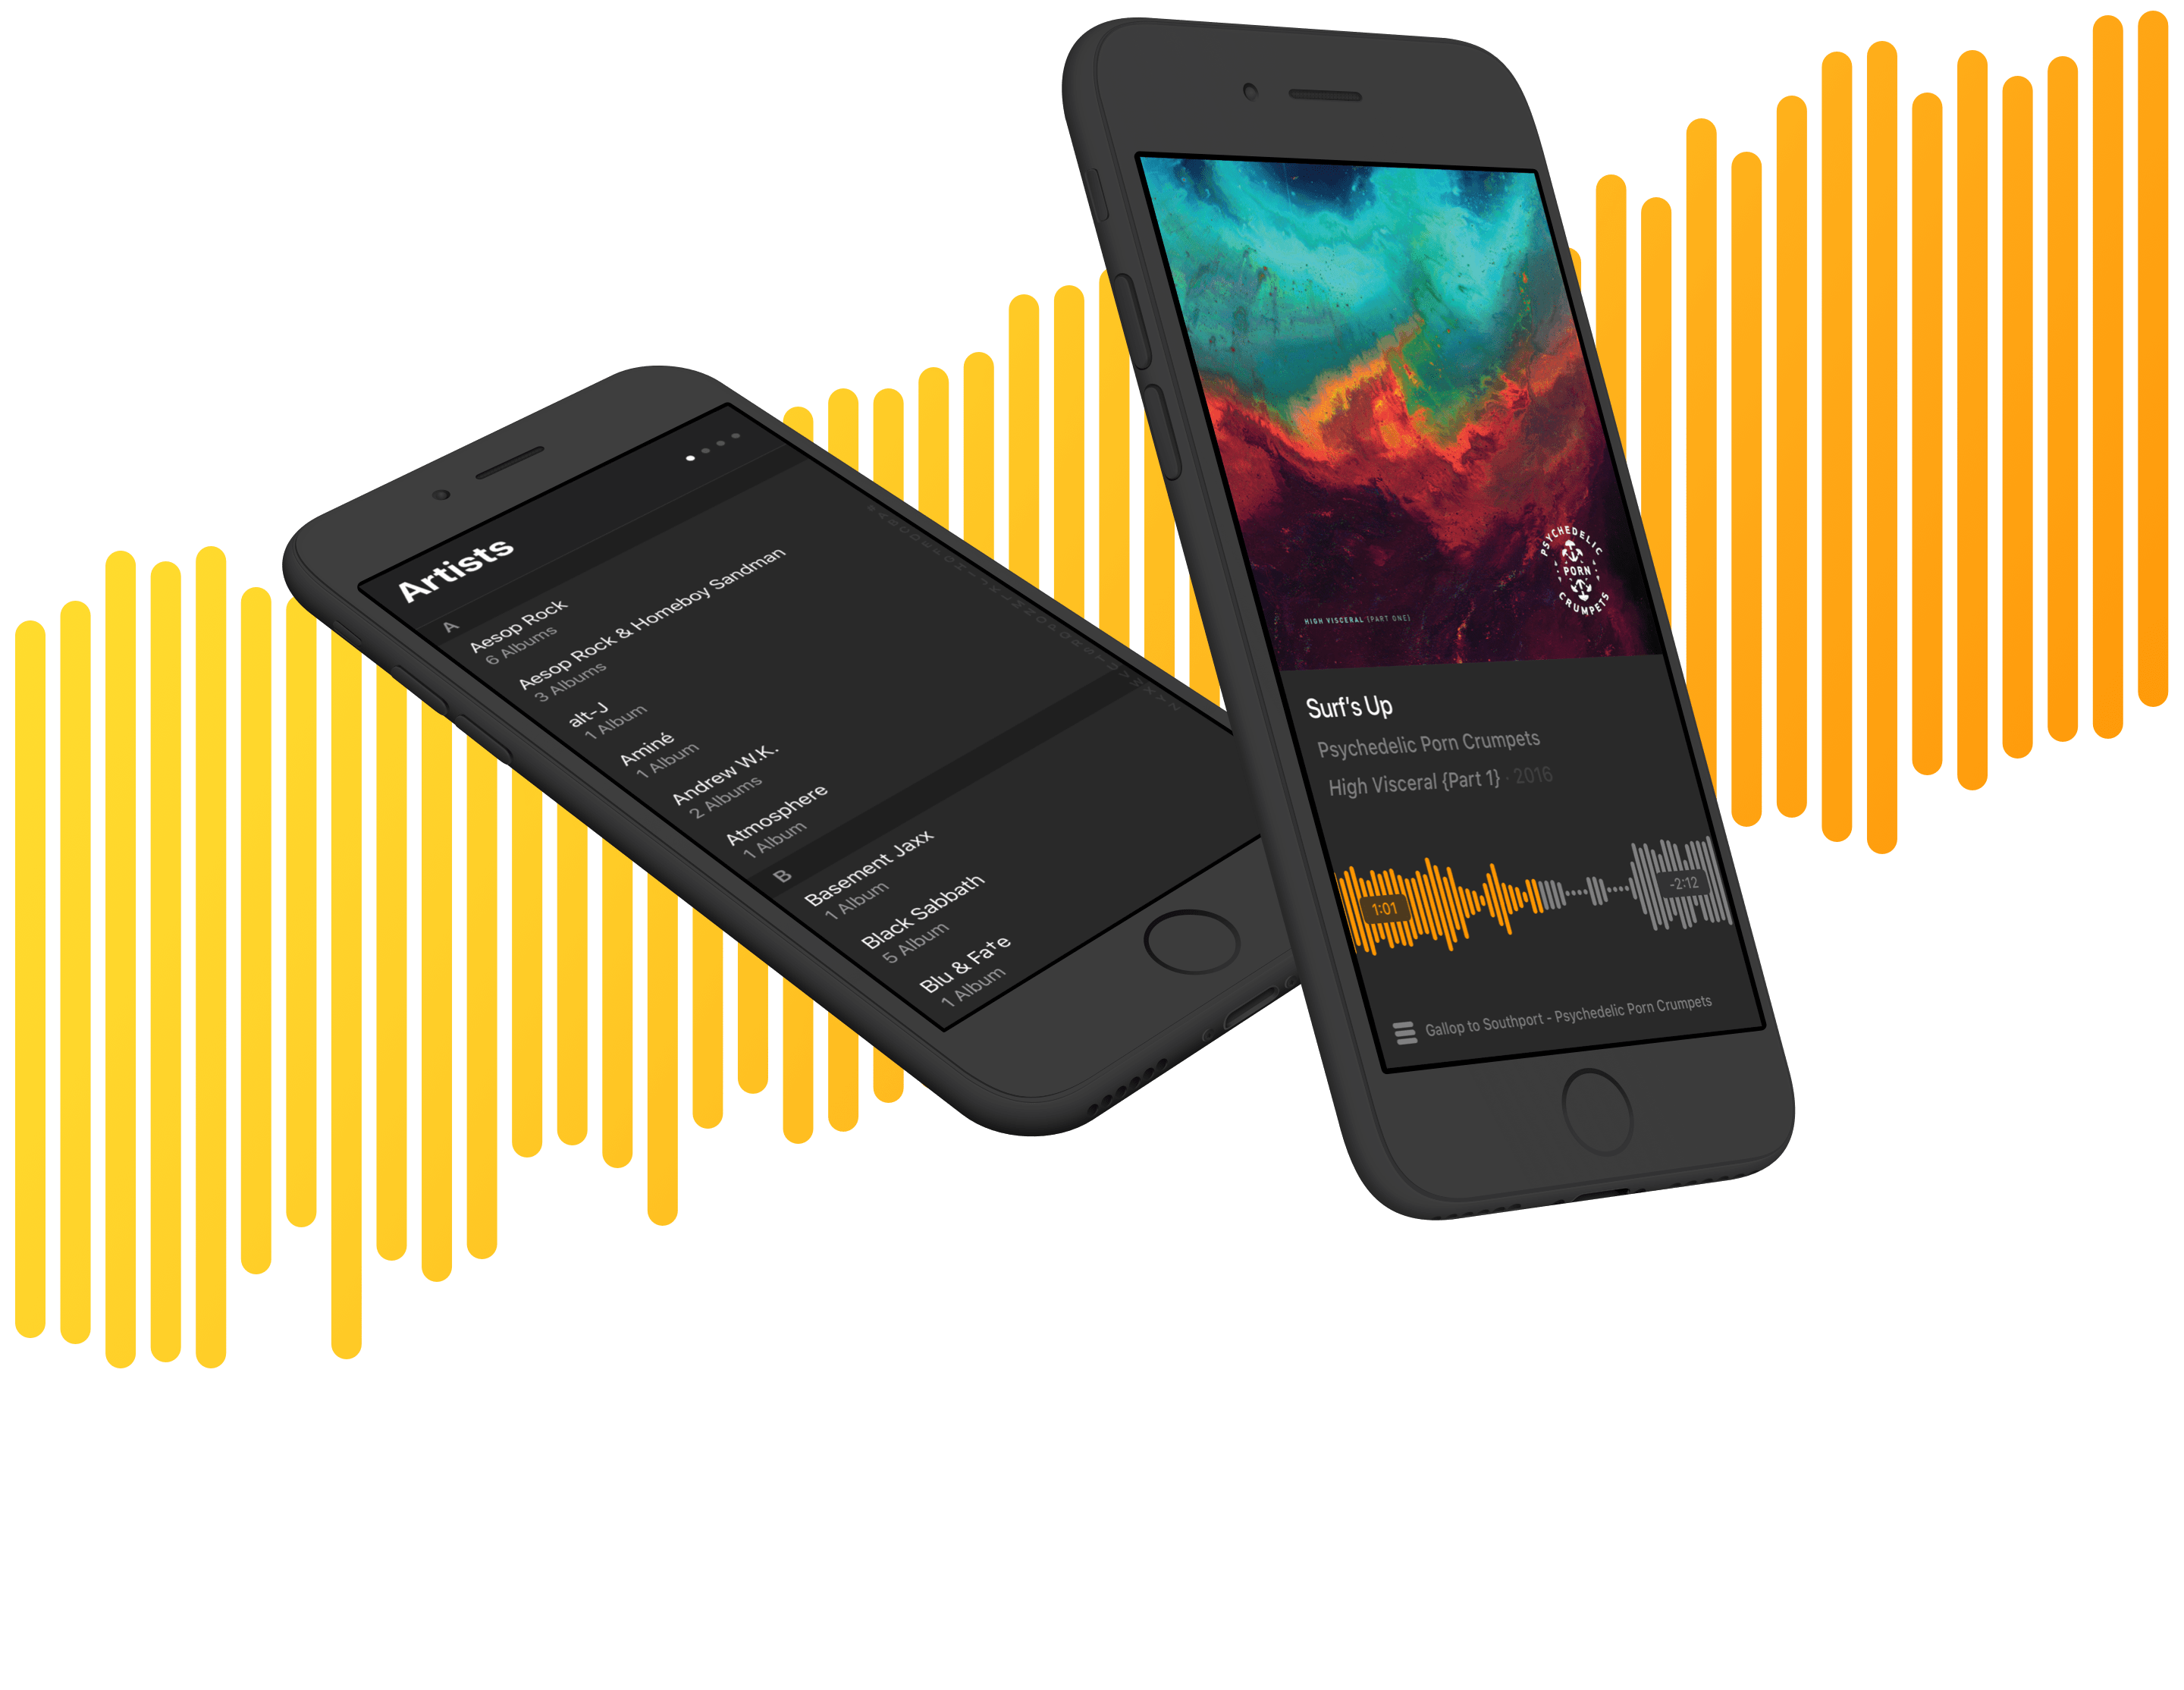 Artists
A
Aesop Rock
6 Albums
Aesop Rock & Homeboy Sandman
3 Albums
alt-J
1 Album
Aminé
1 Album
Andrew W.K.
2 Albums
Atmosphere
1 Album
B
Basement Jaxx
1 Album
Black Sabbath
5 Album
Blu & Fate
1 Album
PSYCHEDELIC
PORN
CRUMPETS
HIGH VISCERAL {PART ONE}
Surf's Up
Psychedelic Porn Crumpets
High Visceral {Part 1} · 2016
1:01
-2:12
Gallop to Southport - Psychedelic Porn Crumpets